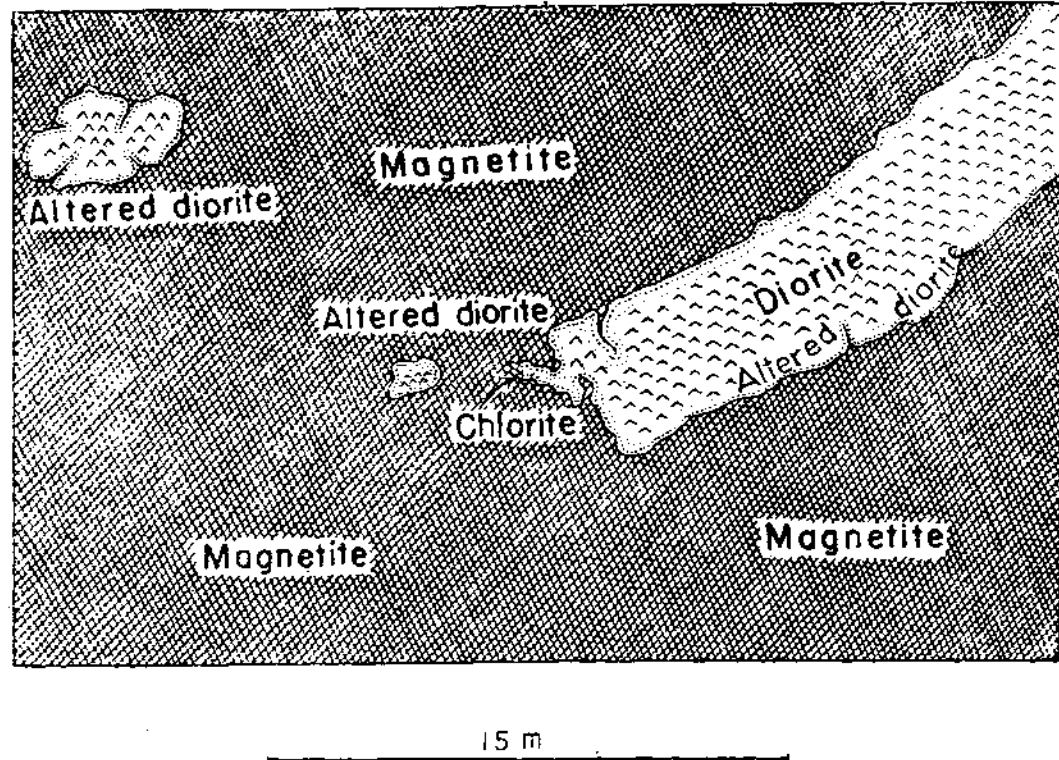 Magnetite
Altered diorite
Diorite
Altered diorite
Altered diorite
Chlorite
Magnetite
Magnetite
15 m